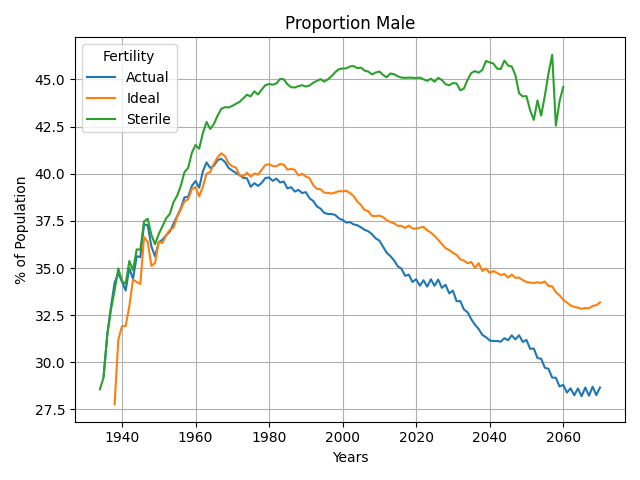 Proportion Male
Fertility
Actual
Ideal
Sterile
% of Population
45.0
42.5
40.0
37.5
35.0
32.5
30.0
27.5
1940
1960
1980
2000
2020
2040
2060
Years